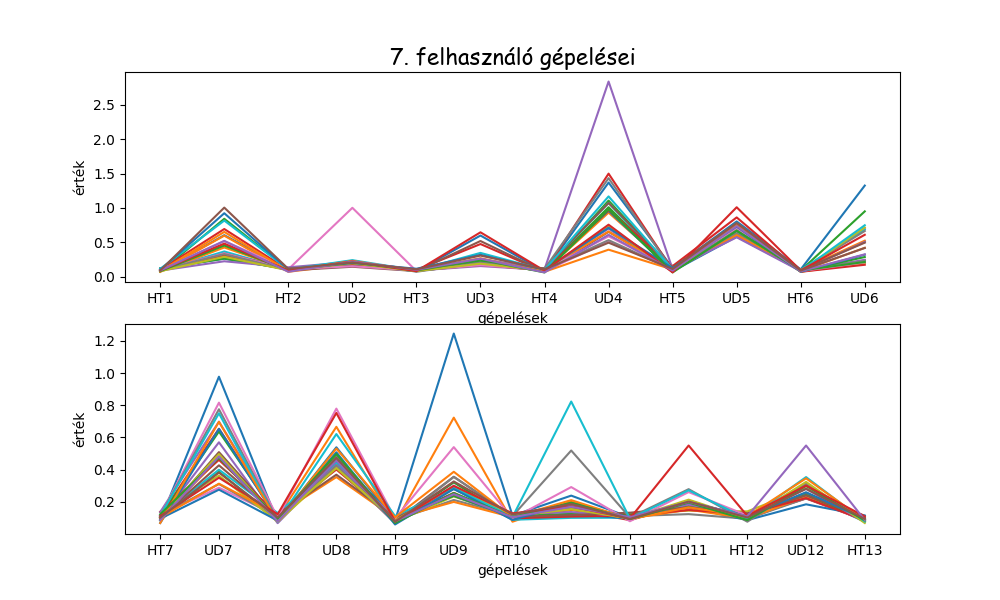 7. felhasználó gépelései
érték
2.5
2.0
1.5
1.0
0.5
0.0
HT1 UD1 HT2 UD2 HT3 UD3 HT4 UD4 HT5 UD5 HT6 UD6
gépelések
érték
1.2
1.0
0.8
0.6
0.4
0.2
HT7 UD7 HT8 UD8 HT9 UD9 HT10 UD10 HT11 UD11 HT12 UD12 HT13
gépelések